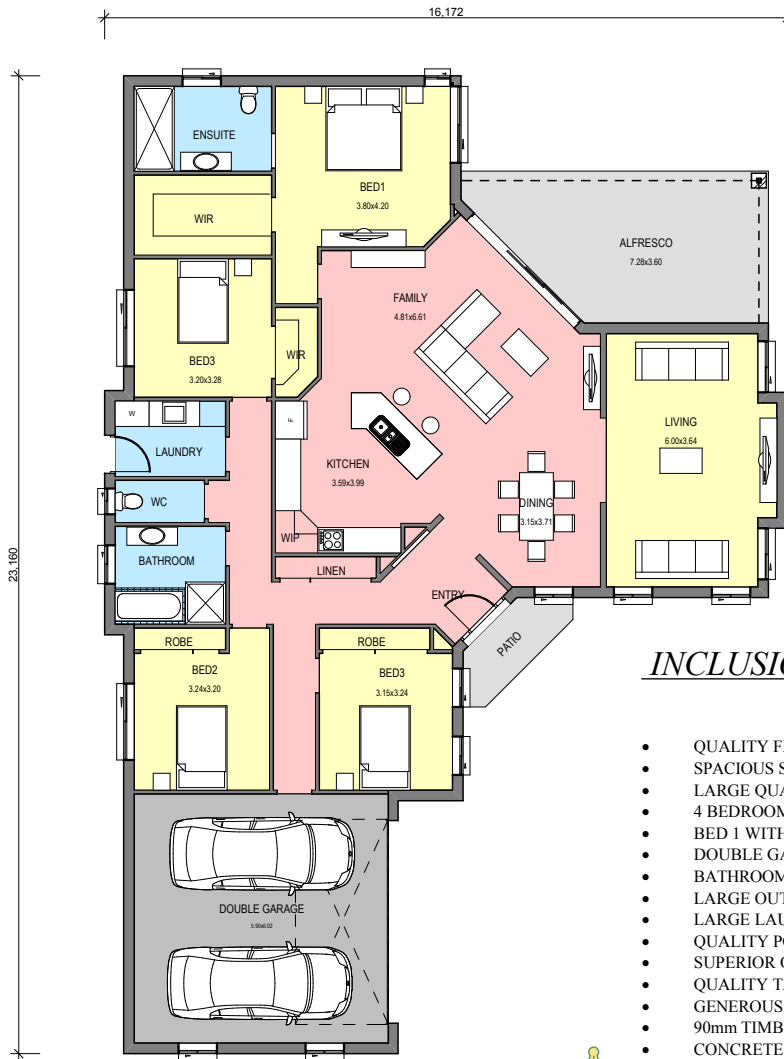 16,172
23,160
ENSUITE
BED1
3.80x4.20
WIR
ALFRESCO
7.28x3.60
FAMILY
4.81x6.61
BED3
3.20x3.28
WIR
W
F
LAUNDRY
LIVING
6.00x3.64
KITCHEN
3.59x3.99
WC
DINING
3.15x3.71
WIP
BATHROOM
LINEN
ENTRY
ROBE
ROBE
PATIO
BED2
3.24x3.20
BED3
3.15x3.24
DOUBLE GARAGE
5.90x6.02
INCLUSIO
• QUALITY F
• SPACIOUS S
• LARGE QUA
• 4 BEDROOM
• BED 1 WITH
• DOUBLE GA
• BATHROOM
• LARGE OUT
• LARGE LAU
• QUALITY PO
• SUPERIOR
• QUALITY TA
• GENEROUS
• 90mm TIMB
• CONCRETE